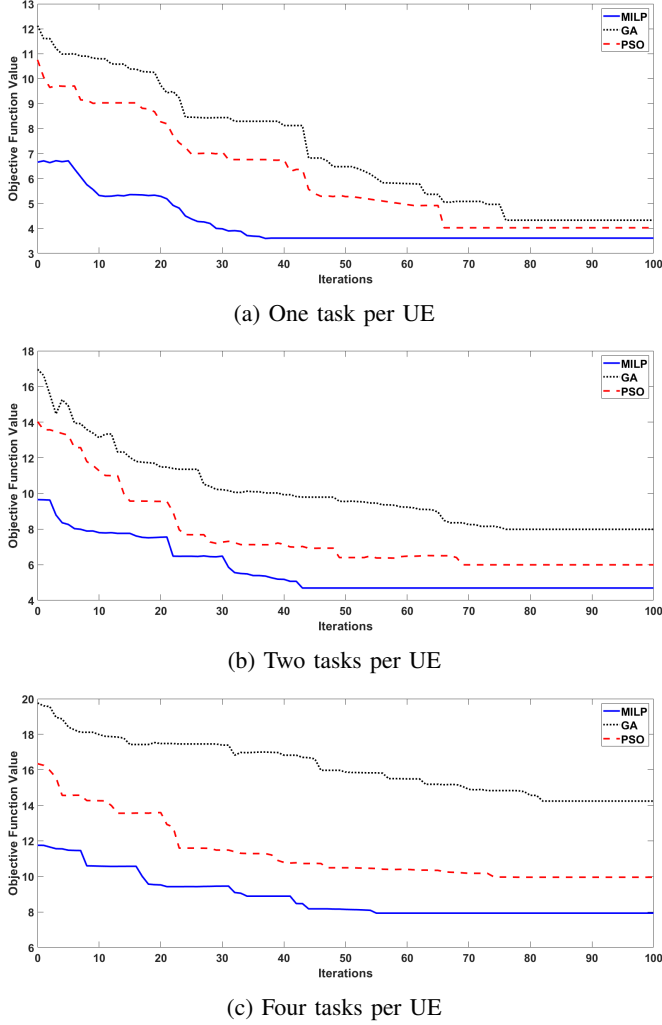 13
12
11
10
9
8
7
6
5
4
3
Objective Function Value
MILP
GA
PSO
0 10 20 30 40 50 60 70 80 90 100
Iterations
(a) One task per UE
18
16
14
12
10
8
6
4
Objective Function Value
MILP
GA
PSO
0 10 20 30 40 50 60 70 80 90 100
Iterations
(b) Two tasks per UE
20
18
16
14
12
10
8
6
Objective Function Value
MILP
GA
PSO
0 10 20 30 40 50 60 70 80 90 100
Iterations
(c) Four tasks per UE